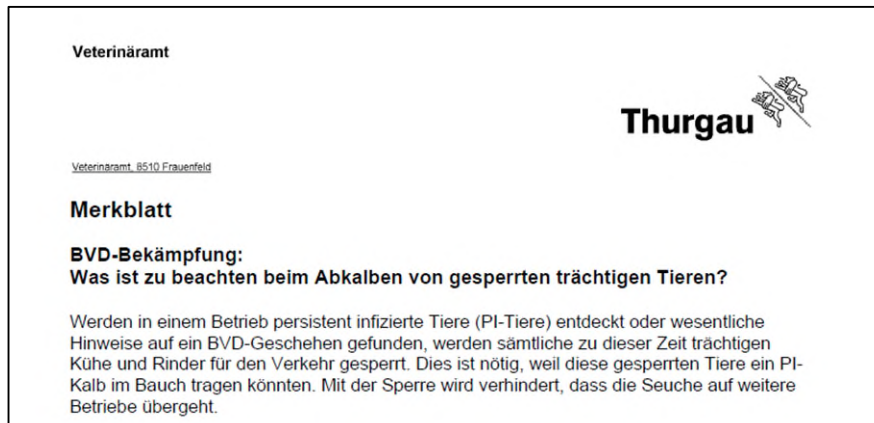 Veterinäramt
Thurgau
Veterinäramt, 8510 Frauenfeld
Merkblatt
BVD-Bekämpfung:
Was ist zu beachten beim Abkalben von gesperrten trächtigen Tieren?
Werden in einem Betrieb persistent infizierte Tiere (PI-Tiere) entdeckt oder wesentliche
Hinweise auf ein BVD-Geschehen gefunden, werden sämtliche zu dieser Zeit trächtigen
Kühe und Rinder für den Verkehr gesperrt. Dies ist nötig, weil diese gesperrten Tiere ein PI-
Kalb im Bauch tragen könnten. Mit der Sperre wird verhindert, dass die Seuche auf weitere
Betriebe übergeht.